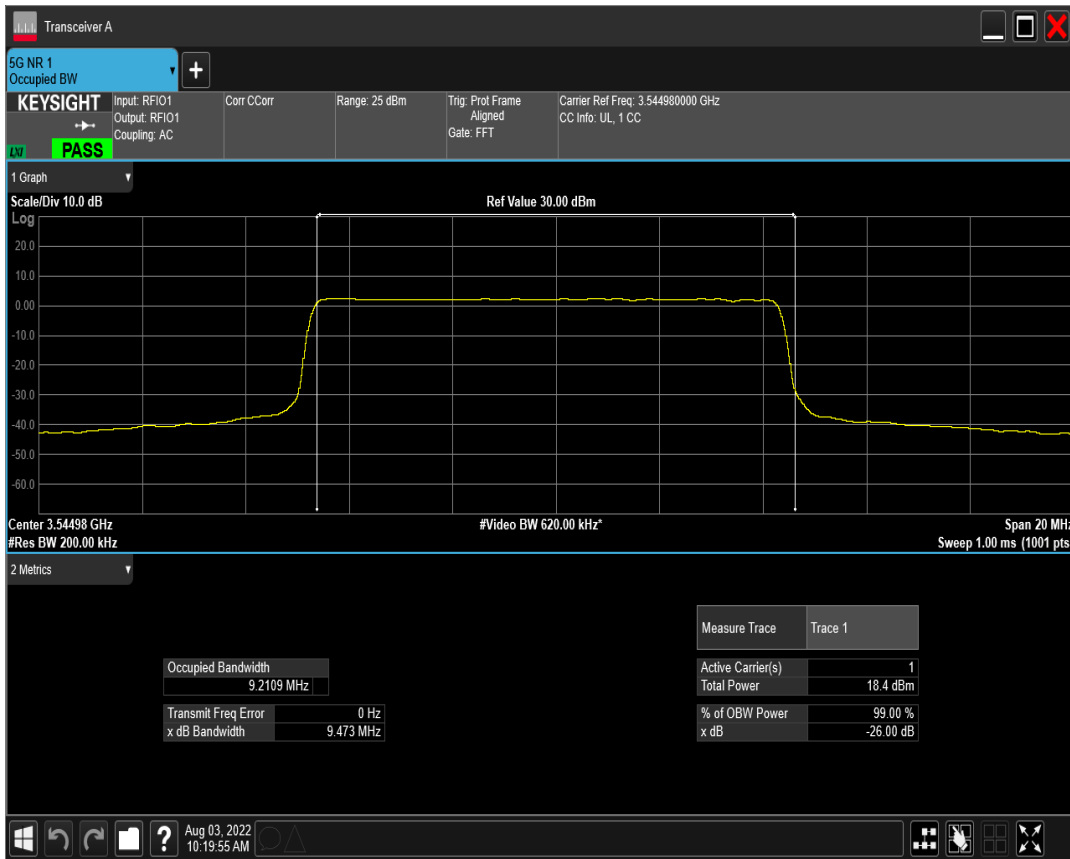 Transceiver A
5G NR 1
Occupied BW
+
KEYSIGHT
LXI
PASS
Input: RFIO1
Output: RFIO1
Coupling: AC
Corr CCorr
Range: 25 dBm
Trig: Prot Frame
Aligned
Gate: FFT
Carrier Ref Freq: 3.544980000 GHz
CC Info: UL, 1 CC
1 Graph
Scale/Div 10.0 dB
Ref Value 30.00 dBm
Log
20.0
10.0
0.00
-10.0
-20.0
-30.0
-40.0
-50.0
-60.0
Center 3.54498 GHz
#Video BW 620.00 kHz*
Span 20 MHz
#Res BW 200.00 kHz
Sweep 1.00 ms (1001 pts
2 Metrics
Measure Trace Trace 1
Occupied Bandwidth
9.2109 MHz
Active Carrier(s) 1
Total Power 18.4 dBm
Transmit Freq Error 0 Hz
x dB Bandwidth 9.473 MHz
% of OBW Power 99.00 %
x dB -26.00 dB
?
Aug 03, 2022
10:19:55 AM